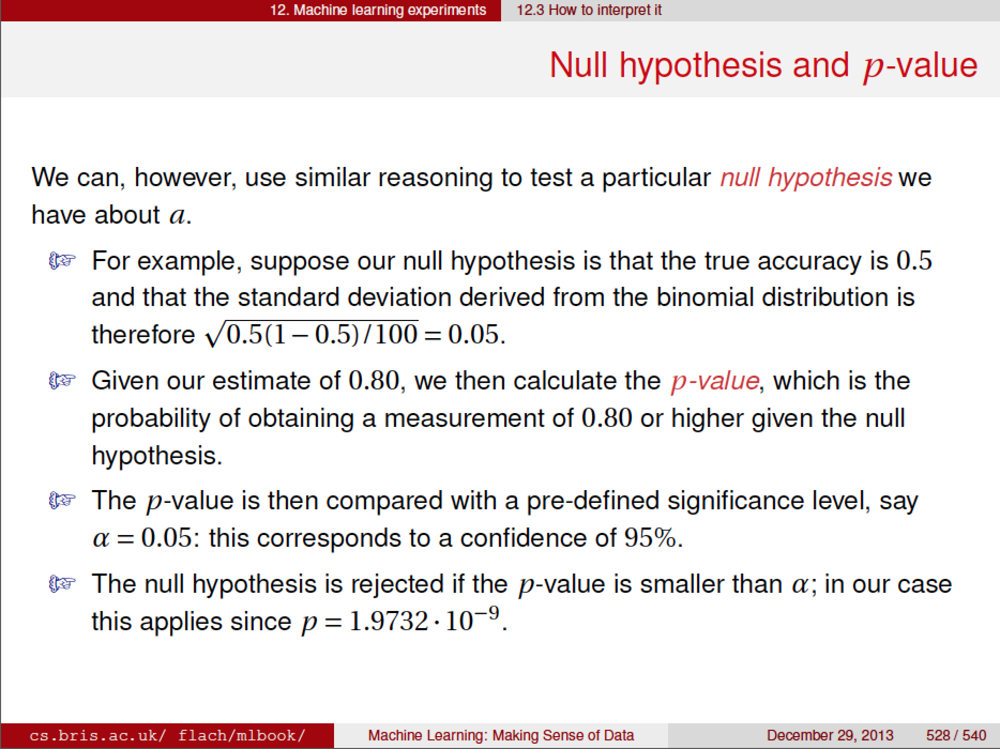 12. Machine learning experiments 12.3 How to interpret it
Null hypothesis and p-value
We can, however, use similar reasoning to test a particular null hypothesis we
have about a.
☞ For example, suppose our null hypothesis is that the true accuracy is 0.5
and that the standard deviation derived from the binomial distribution is
therefore √0.5(1 − 0.5)/100 = 0.05.
☞ Given our estimate of 0.80, we then calculate the p-value, which is the
probability of obtaining a measurement of 0.80 or higher given the null
hypothesis.
☞ The p-value is then compared with a pre-defined significance level, say
α = 0.05: this corresponds to a confidence of 95%.
☞ The null hypothesis is rejected if the p-value is smaller than α; in our case
this applies since p = 1.9732 · 10⁻⁹.
cs.bris.ac.uk/ flach/mlbook/ Machine Learning: Making Sense of Data December 29, 2013 528 / 540